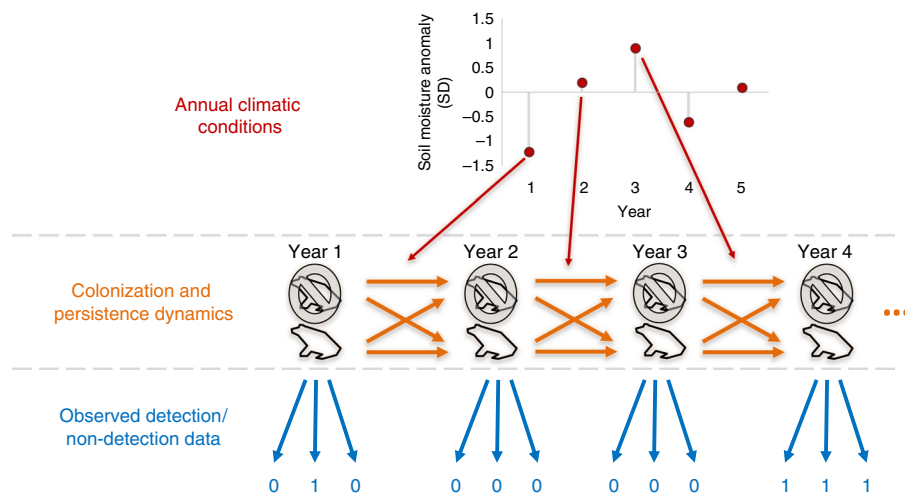 Annual climatic
conditions
Soil moisture anomaly
(SD)
1.5
1
0.5
0
−0.5
−1
−1.5
1 2 3 4 5
Year
Colonization and
persistence dynamics
Year 1 Year 2 Year 3 Year 4
...
Observed detection/
non-detection data
0 1 0 0 0 0 0 0 0 1 1 1